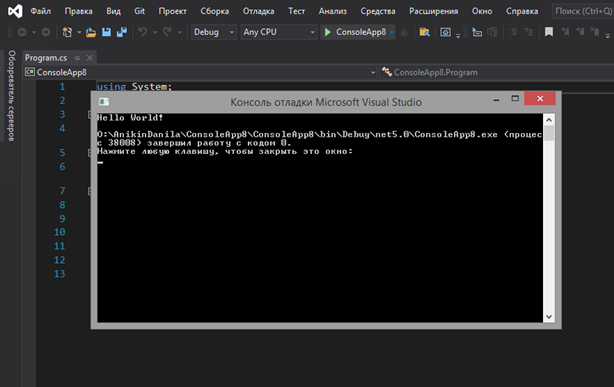 Файл Правка Вид Git Проект Сборка Отладка Тест Анализ Средства Расширения Окно Справка Поиск (Ctrl+Q)
Debug Any CPU ConsoleApp8
Обозреватель серверов
Program.cs
ConsoleApp8 ConsoleApp8.Program
1 using System;
2
3
4
5
6
7
8
9
10
11
12
13
Консоль отладки Microsoft Visual Studio
Hello World!
O:\AnikinDanila\ConsoleApp8\ConsoleApp8\bin\Debug\net5.0\ConsoleApp8.exe (процес
с 38008) завершил работу с кодом 0.
Нажмите любую клавишу, чтобы закрыть это окно: